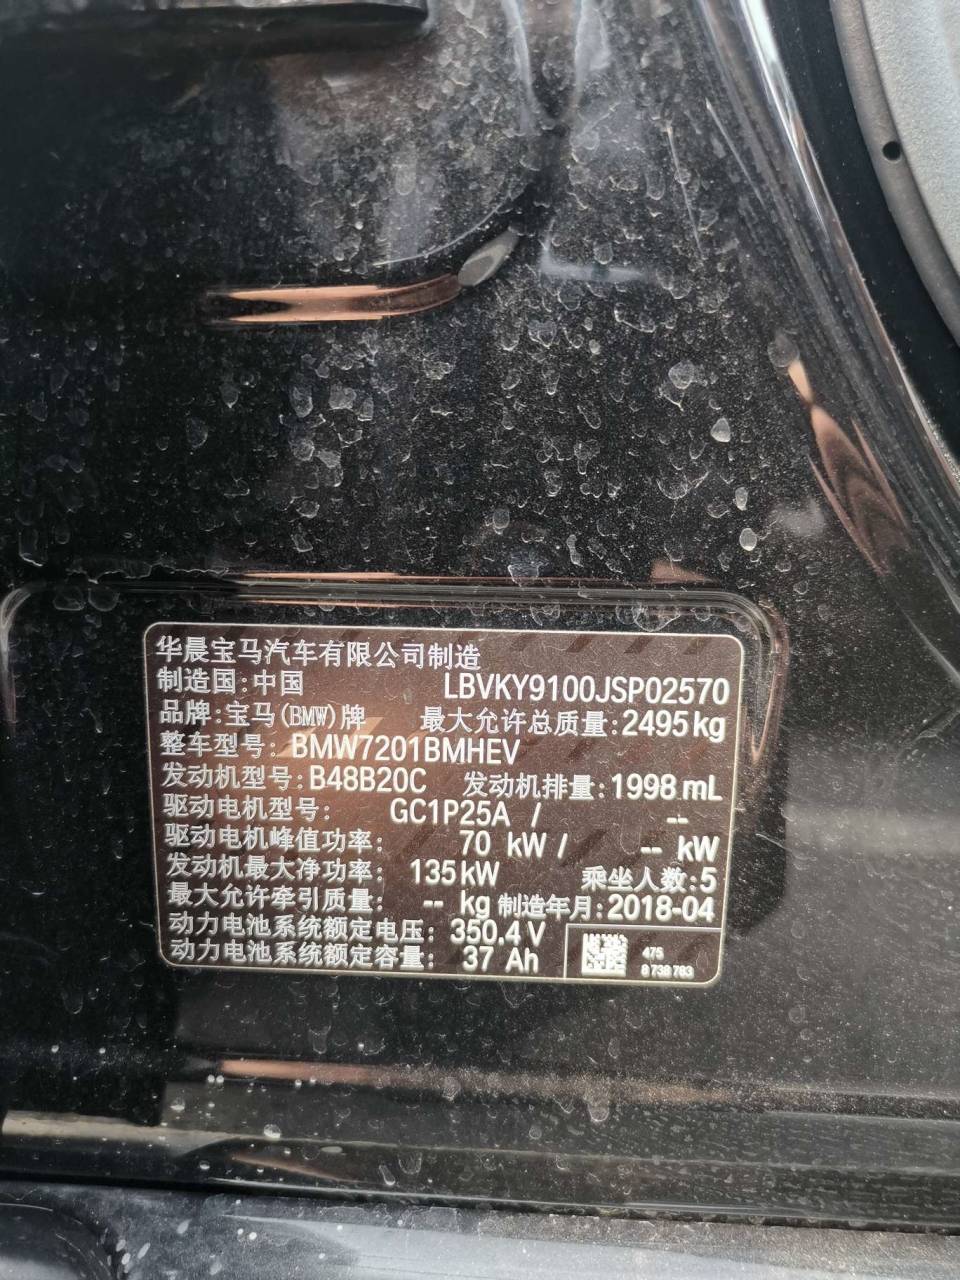 华晨宝马汽车有限公司制造
制造国:中国 LBVKY9100JSP02570
品牌:宝马(BMW)牌 最大允许总质量:2495kg
整车型号:BMW7201BMHEV
发动机型号:B48B20C 发动机排量:1998 mL
驱动电机型号: GC1P25A / --
驱动电机峰值功率: 70 kW / -- kW
发动机最大净功率: 135kW 乘坐人数:5
最大允许牵引质量: -- kg 制造年月:2018-04
动力电池系统额定电压: 350.4 V
动力电池系统额定容量: 37 Ah
475
8 738 783